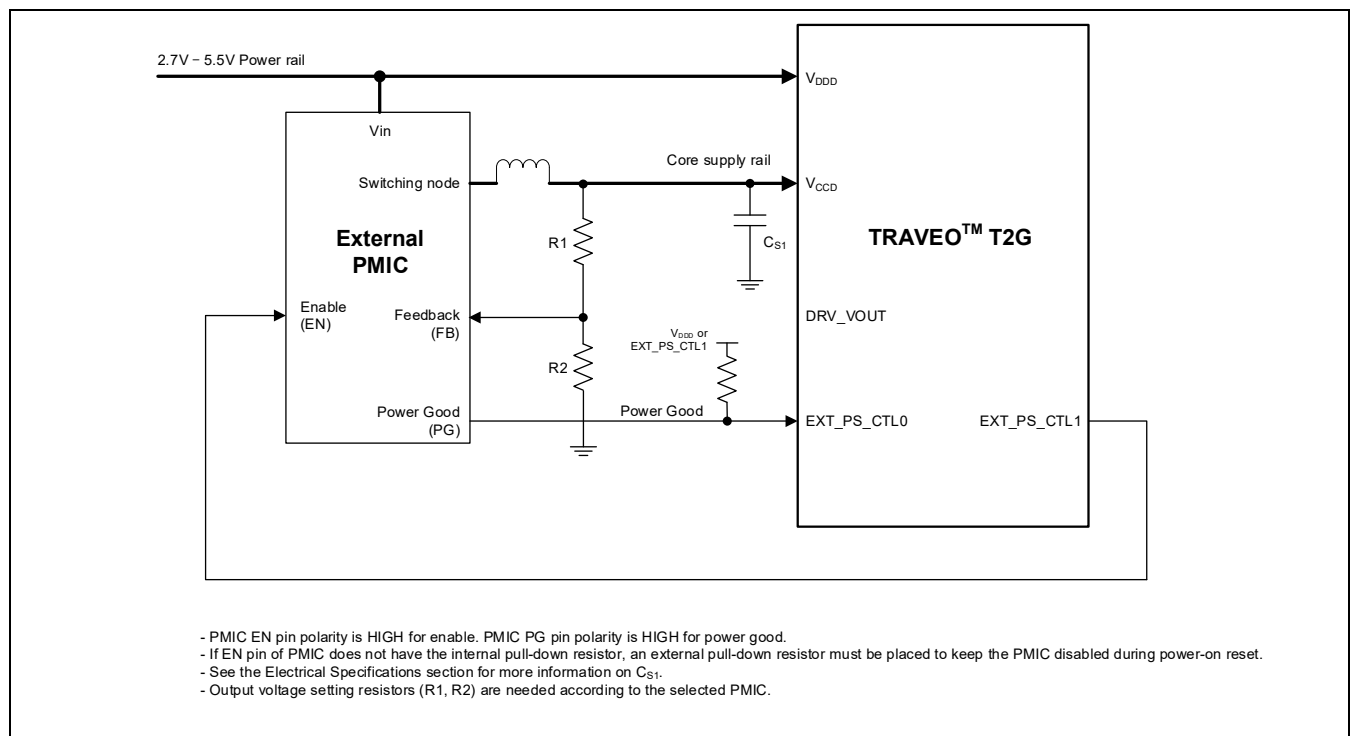 2.7V – 5.5V Power rail
V_DDD
Vin
Core supply rail
Switching node
V_CCD
R1
C_S1
External
PMIC
TRAVEO™ T2G
Enable
(EN)
Feedback
(FB)
DRV_VOUT
V_DDD or
EXT_PS_CTL1
R2
Power Good
(PG)
Power Good
EXT_PS_CTL0
EXT_PS_CTL1
- PMIC EN pin polarity is HIGH for enable. PMIC PG pin polarity is HIGH for power good.
- If EN pin of PMIC does not have the internal pull-down resistor, an external pull-down resistor must be placed to keep the PMIC disabled during power-on reset.
- See the Electrical Specifications section for more information on C_S1.
- Output voltage setting resistors (R1, R2) are needed according to the selected PMIC.